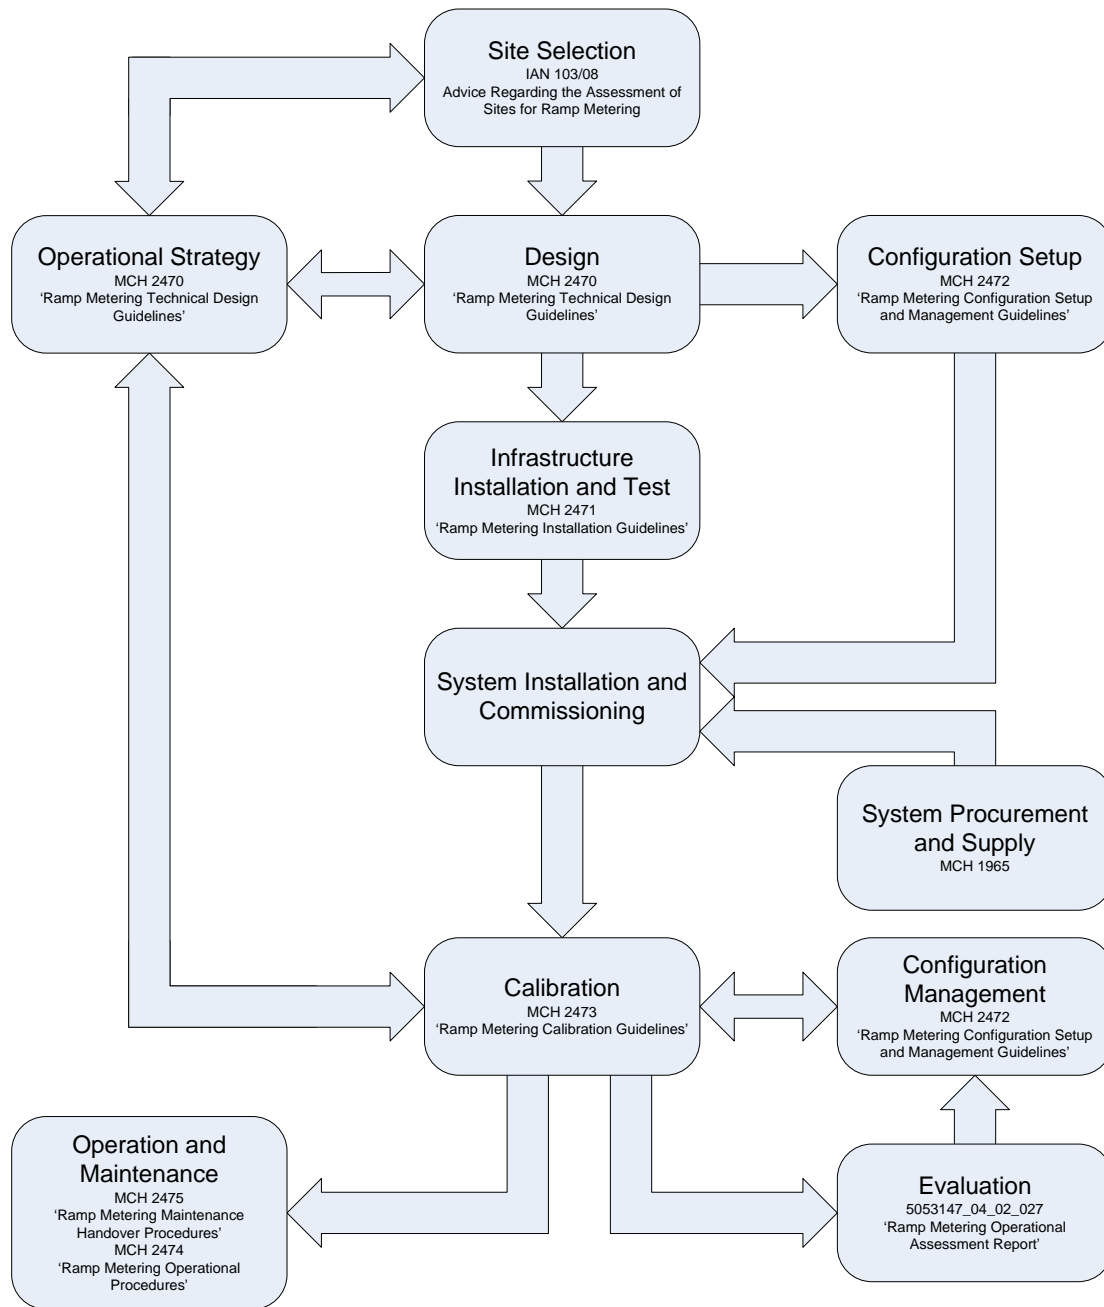 Site Selection
IAN 103/08
Advice Regarding the Assessment of
Sites for Ramp Metering
Operational Strategy
MCH 2470
‘Ramp Metering Technical Design
Guidelines’
Design
MCH 2470
‘Ramp Metering Technical Design
Guidelines’
Configuration Setup
MCH 2472
‘Ramp Metering Configuration Setup
and Management Guidelines’
Infrastructure
Installation and Test
MCH 2471
‘Ramp Metering Installation Guidelines’
System Installation and
Commissioning
System Procurement
and Supply
MCH 1965
Calibration
MCH 2473
‘Ramp Metering Calibration Guidelines’
Configuration
Management
MCH 2472
‘Ramp Metering Configuration Setup
and Management Guidelines’
Operation and
Maintenance
MCH 2475
‘Ramp Metering Maintenance
Handover Procedures’
MCH 2474
‘Ramp Metering Operational
Procedures’
Evaluation
5053147_04_02_027
‘Ramp Metering Operational
Assessment Report’